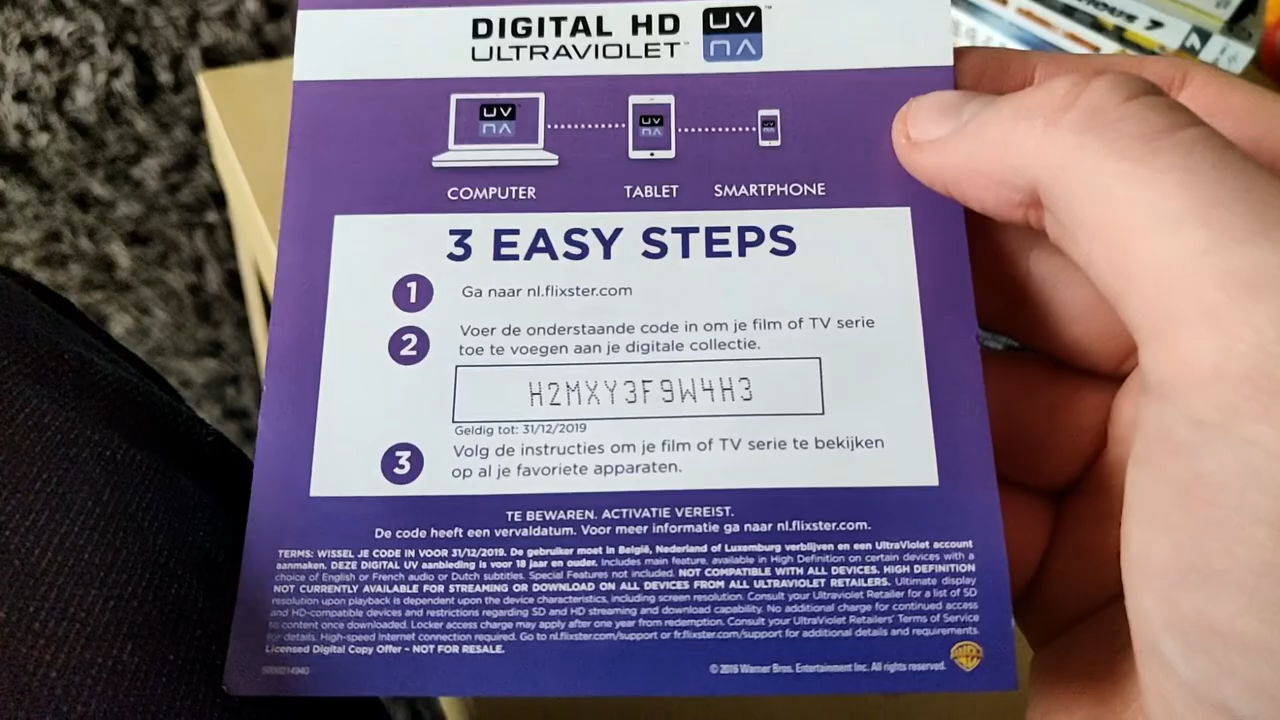 DIGITAL HD
ULTRAVIOLET™
UV
UV
UV
UV
COMPUTER
TABLET
SMARTPHONE
3 EASY STEPS
1 Ga naar nl.flixster.com
2 Voer de onderstaande code in om je film of TV serie
toe te voegen aan je digitale collectie.
H2MXY3F9W4H3
Geldig tot: 31/12/2019
3 Volg de instructies om je film of TV serie te bekijken
op al je favoriete apparaten.
TE BEWAREN. ACTIVATIE VEREIST.
De code heeft een vervaldatum. Voor meer informatie ga naar nl.flixster.com.
TERMS: WISSEL JE CODE IN VOOR 31/12/2019. De gebruiker moet in België, Nederland of Luxemburg verblijven en een UltraViolet account
aanmaken. DEZE DIGITAL UV aanbieding is voor 18 jaar en ouder. Includes main feature, available in High Definition on certain devices with a
choice of English or French audio or Dutch subtitles. Special Features not included. NOT COMPATIBLE WITH ALL DEVICES. HIGH DEFINITION
NOT CURRENTLY AVAILABLE FOR STREAMING OR DOWNLOAD ON ALL DEVICES FROM ALL ULTRAVIOLET RETAILERS. Ultimate display
resolution upon playback is dependent upon the device characteristics, including screen resolution. Consult your Ultraviolet Retailer for a list of SD
and HD-compatible devices and restrictions regarding SD and HD streaming and download capability. No additional charge for continued access
to content once downloaded. Locker access charge may apply after one year from redemption. Consult your UltraViolet Retailers' Terms of Service
for details. High-speed Internet connection required. Go to nl.flixster.com/support or fr.flixster.com/support for additional details and requirements.
Licensed Digital Copy Offer - NOT FOR RESALE.
© 2016 Warner Bros. Entertainment Inc. All rights reserved.